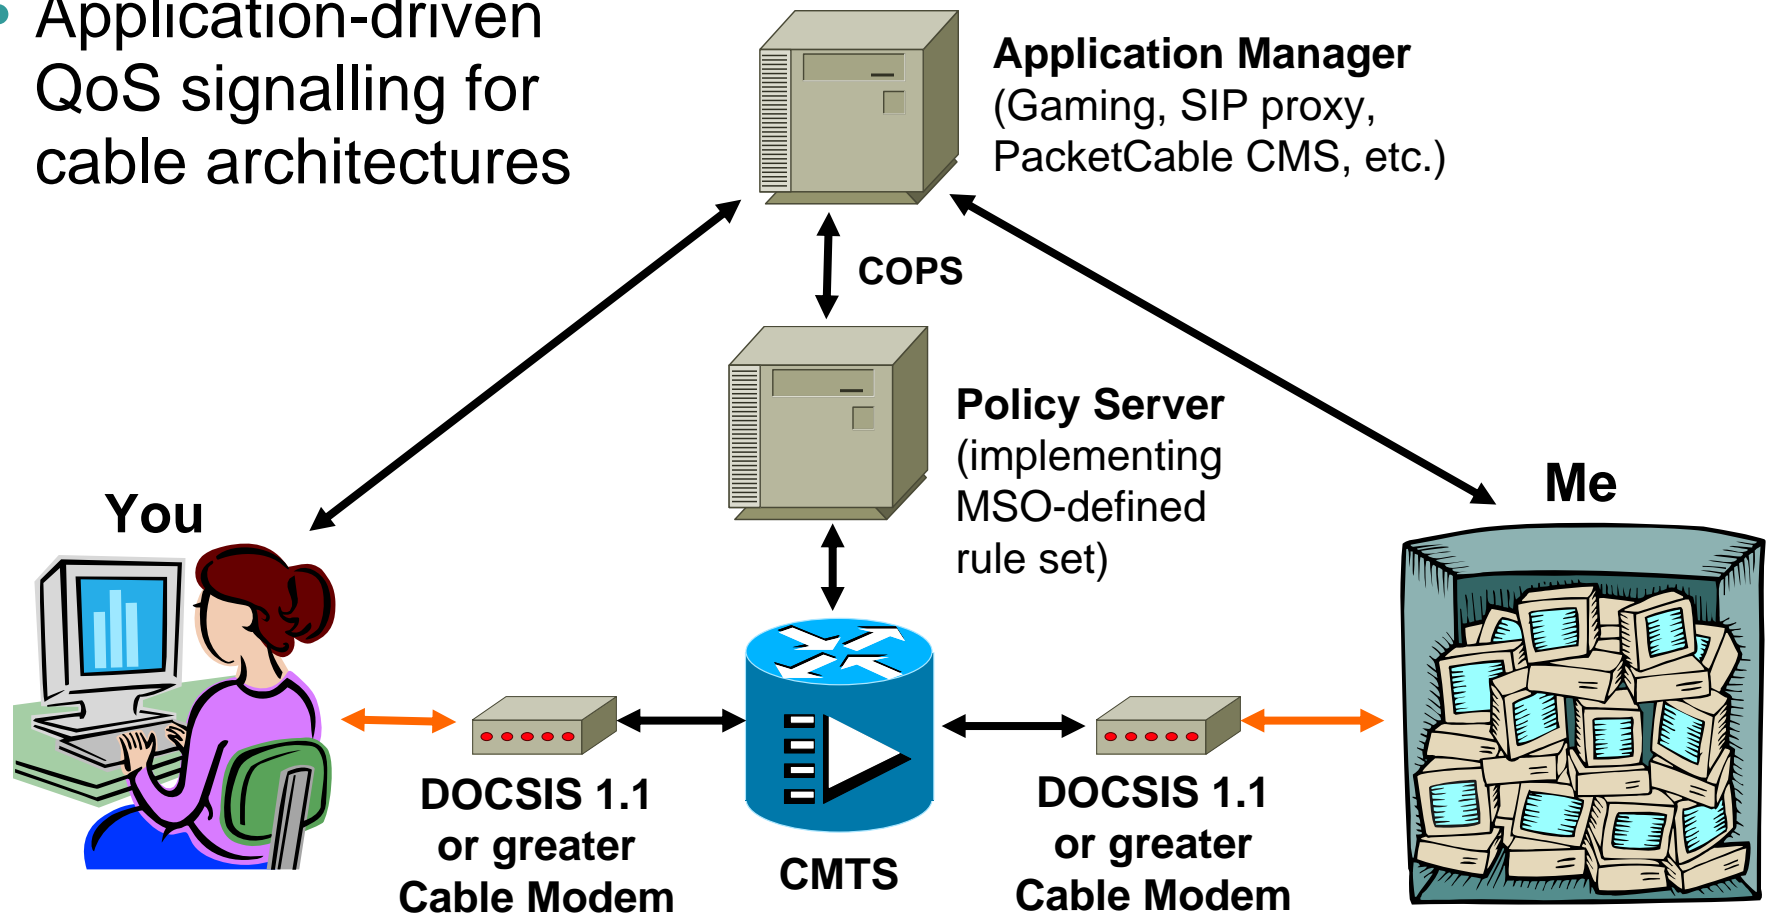 • Application-driven
QoS signalling for
cable architectures
Application Manager
(Gaming, SIP proxy,
PacketCable CMS, etc.)
COPS
Policy Server
(implementing
MSO-defined
rule set)
You
Me
DOCSIS 1.1
or greater
Cable Modem
CMTS
DOCSIS 1.1
or greater
Cable Modem